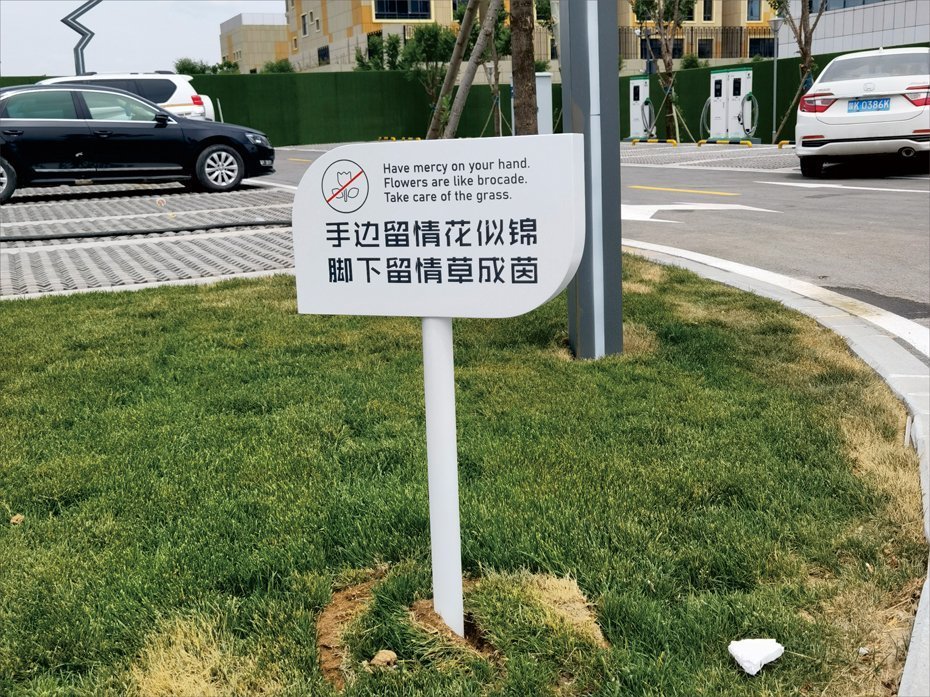 Have mercy on your hand.
Flowers are like brocade.
Take care of the grass.
手边留情花似锦
脚下留情草成茵